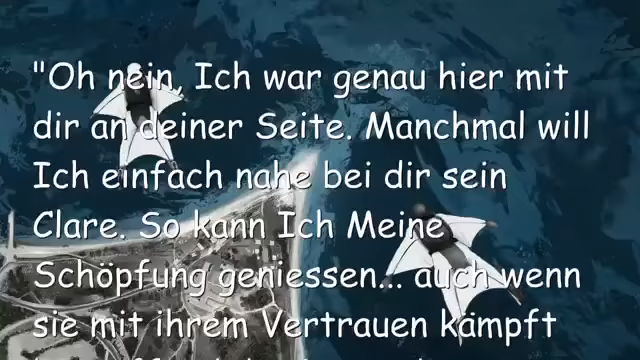 "Oh nein, Ich war genau hier mit
dir an deiner Seite. Manchmal will
Ich einfach nahe bei dir sein
Clare. So kann Ich Meine
Schöpfung geniessen... auch wenn
sie mit ihrem Vertrauen kämpft